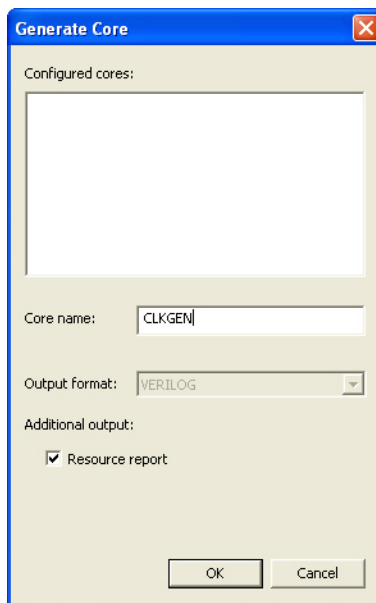 Generate Core
Configured cores:
Core name: CLKGEN
Output format: VERILOG
Additional output:
Resource report
OK Cancel